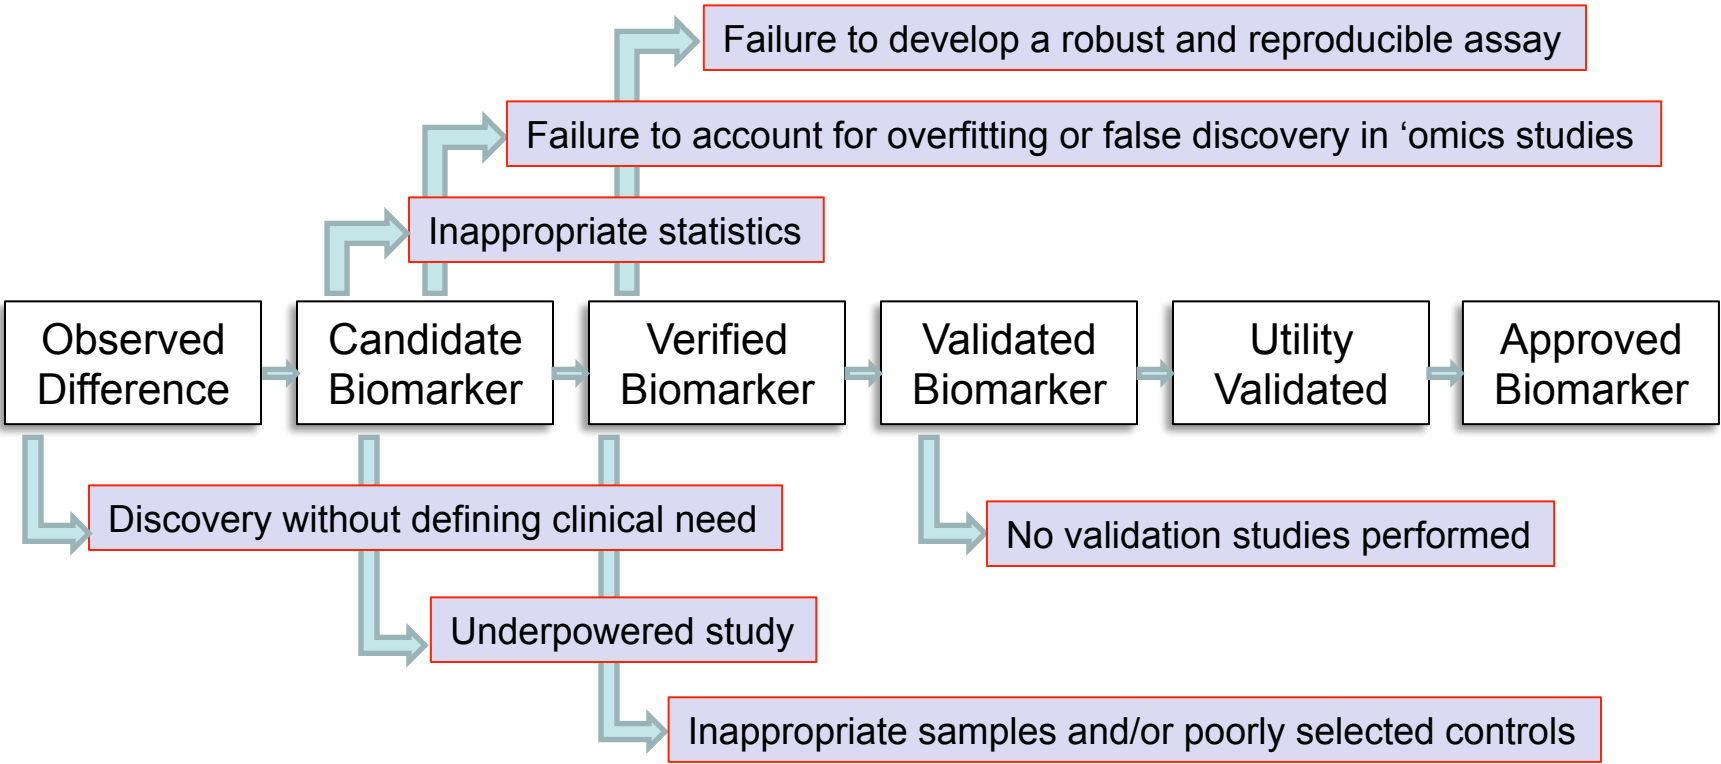 Failure to develop a robust and reproducible assay
Failure to account for overfitting or false discovery in ‘omics studies
Inappropriate statistics
Observed
Difference
Candidate
Biomarker
Verified
Biomarker
Validated
Biomarker
Utility
Validated
Approved
Biomarker
Discovery without defining clinical need
No validation studies performed
Underpowered study
Inappropriate samples and/or poorly selected controls